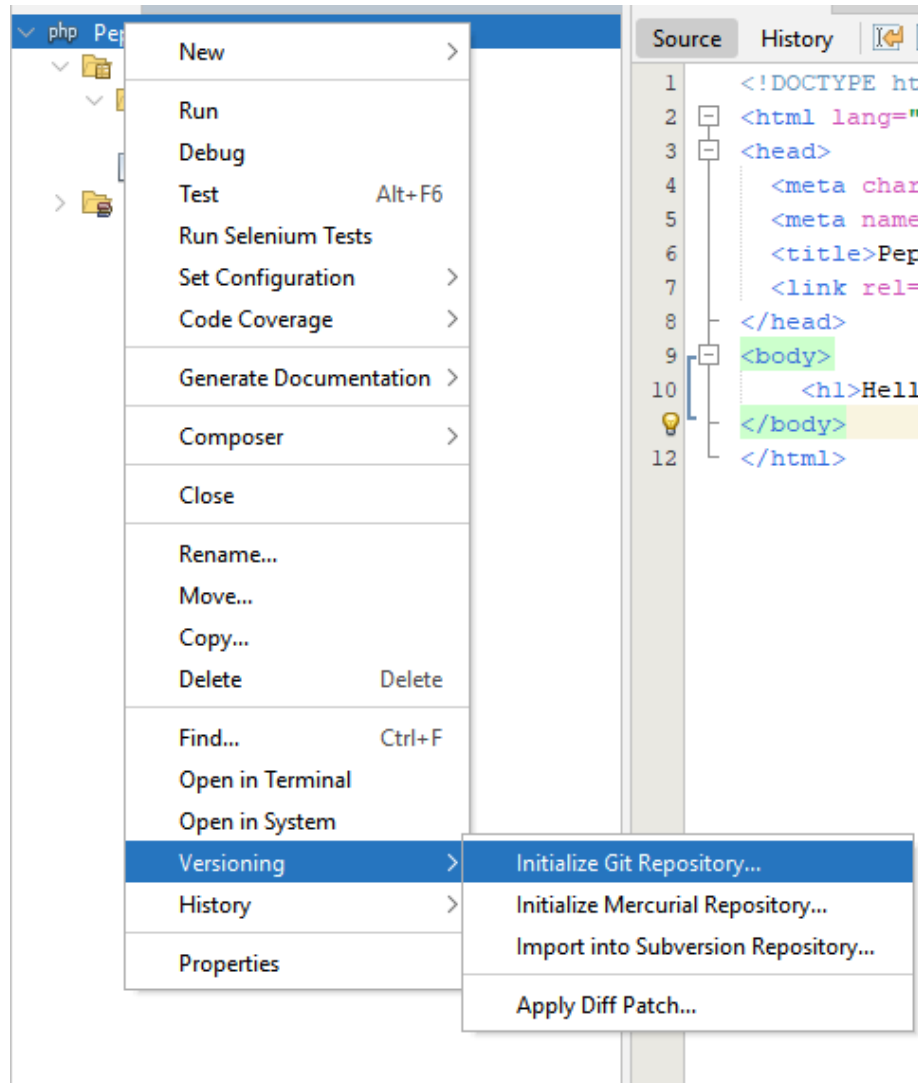 php Pep
New
Run
Debug
Test Alt+F6
Run Selenium Tests
Set Configuration
Code Coverage
Generate Documentation
Composer
Close
Rename...
Move...
Copy...
Delete Delete
Find... Ctrl+F
Open in Terminal
Open in System
Versioning
History
Properties
Initialize Git Repository...
Initialize Mercurial Repository...
Import into Subversion Repository...
Apply Diff Patch...
Source History
1 <!DOCTYPE ht
2 <html lang="
3 <head>
4 <meta char
5 <meta name
6 <title>Pep
7 <link rel=
8 </head>
9 <body>
10 <h1>Hell
</body>
12 </html>